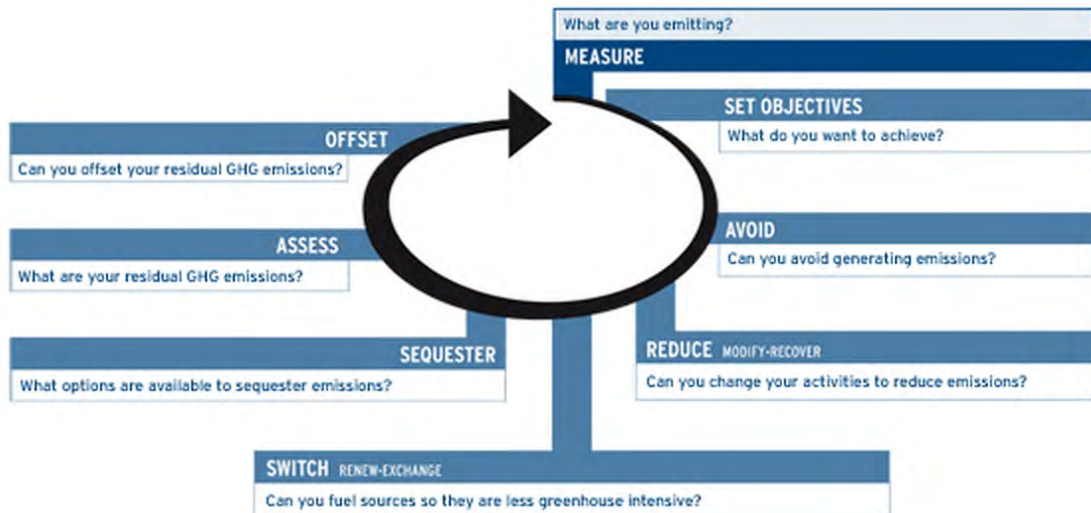 What are you emitting?
MEASURE
SET OBJECTIVES
What do you want to achieve?
AVOID
Can you avoid generating emissions?
REDUCE MODIFY-RECOVER
Can you change your activities to reduce emissions?
SWITCH RENEW-EXCHANGE
Can you fuel sources so they are less greenhouse intensive?
SEQUESTER
What options are available to sequester emissions?
ASSESS
What are your residual GHG emissions?
OFFSET
Can you offset your residual GHG emissions?